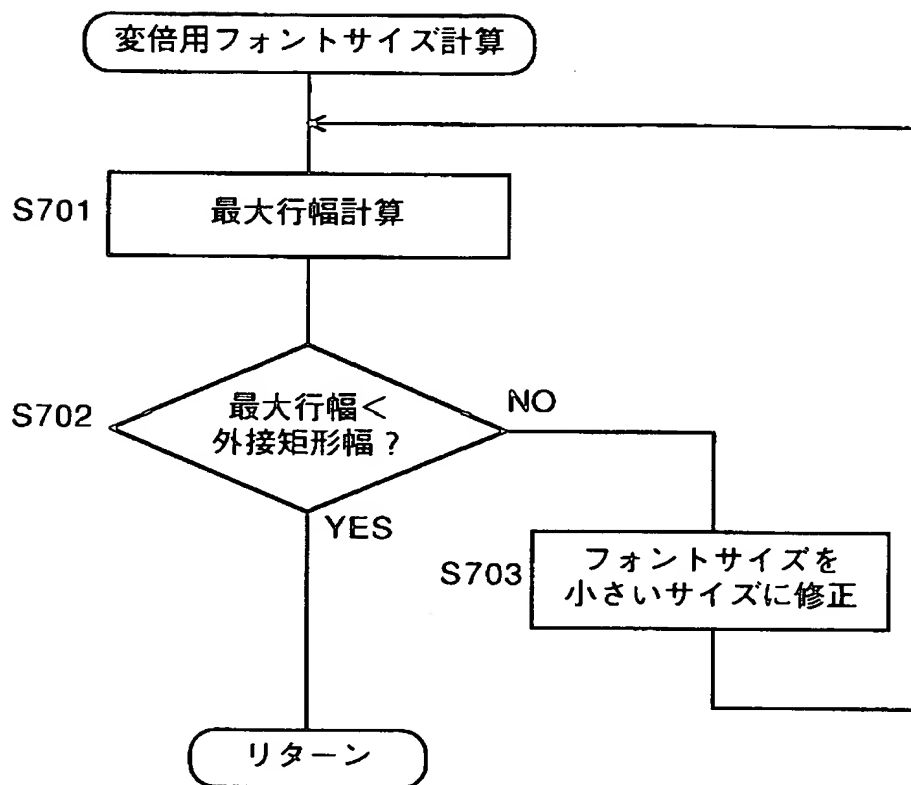 変倍用フォントサイズ計算
S701
最大行幅計算
S702
最大行幅<
外接矩形幅?
NO
YES
S703
フォントサイズを
小さいサイズに修正
リターン